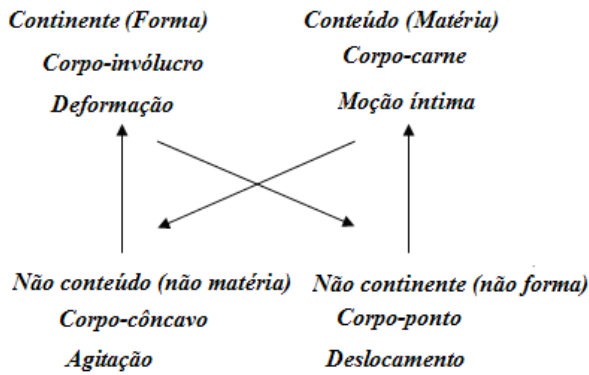 Continente (Forma)
Corpo-invólucro
Deformação
Conteúdo (Matéria)
Corpo-carne
Moção íntima
Não conteúdo (não matéria)
Corpo-côncavo
Agitação
Não continente (não forma)
Corpo-ponto
Deslocamento